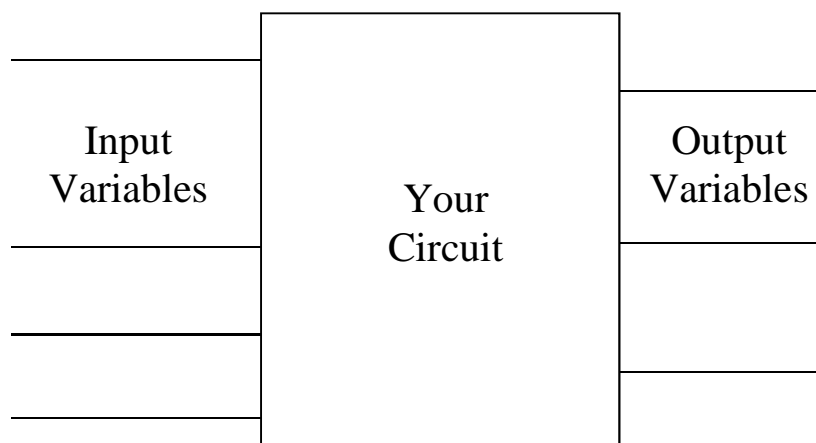 Input
Variables
Your
Circuit
Output
Variables